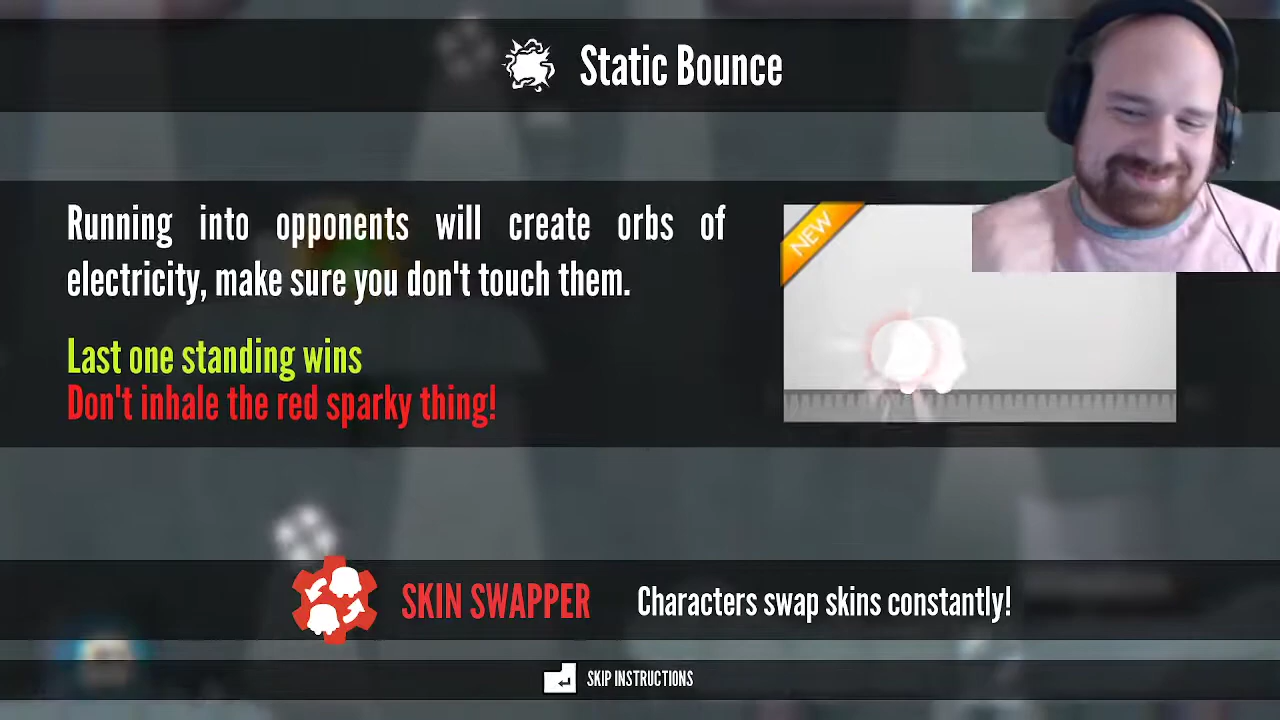 Static Bounce
Running into opponents will create orbs of
electricity, make sure you don't touch them.
NEW
Last one standing wins
Don't inhale the red sparky thing!
SKIN SWAPPER Characters swap skins constantly!
SKIP INSTRUCTIONS